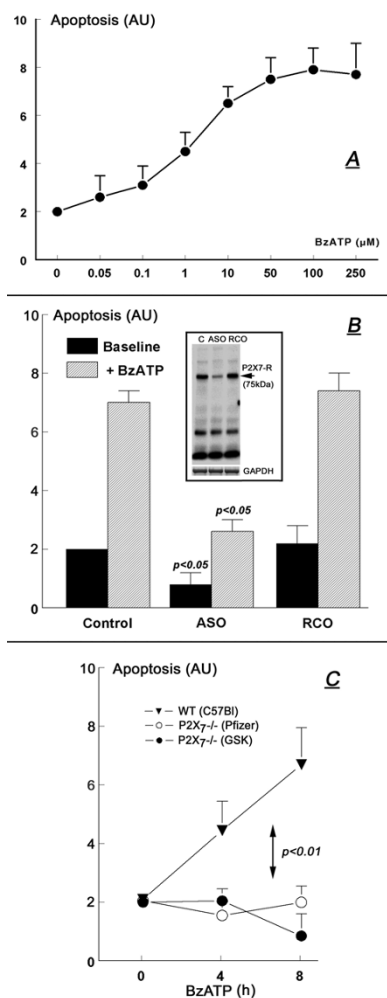 Apoptosis (AU)
10
8
6
4
2
0
A
BzATP (µM)
0 0.05 0.1 1 10 50 100 250
Apoptosis (AU)
B
10
8
6
4
2
0
Baseline
+ BzATP
C ASO RCO
P2X7-R
(75kDa)
GAPDH
p<0.05
p<0.05
Control ASO RCO
Apoptosis (AU)
C
10
8
6
4
2
0
WT (C57Bl)
P2X7-/- (Pfizer)
P2X7-/- (GSK)
p<0.01
0 4 8
BzATP (h)